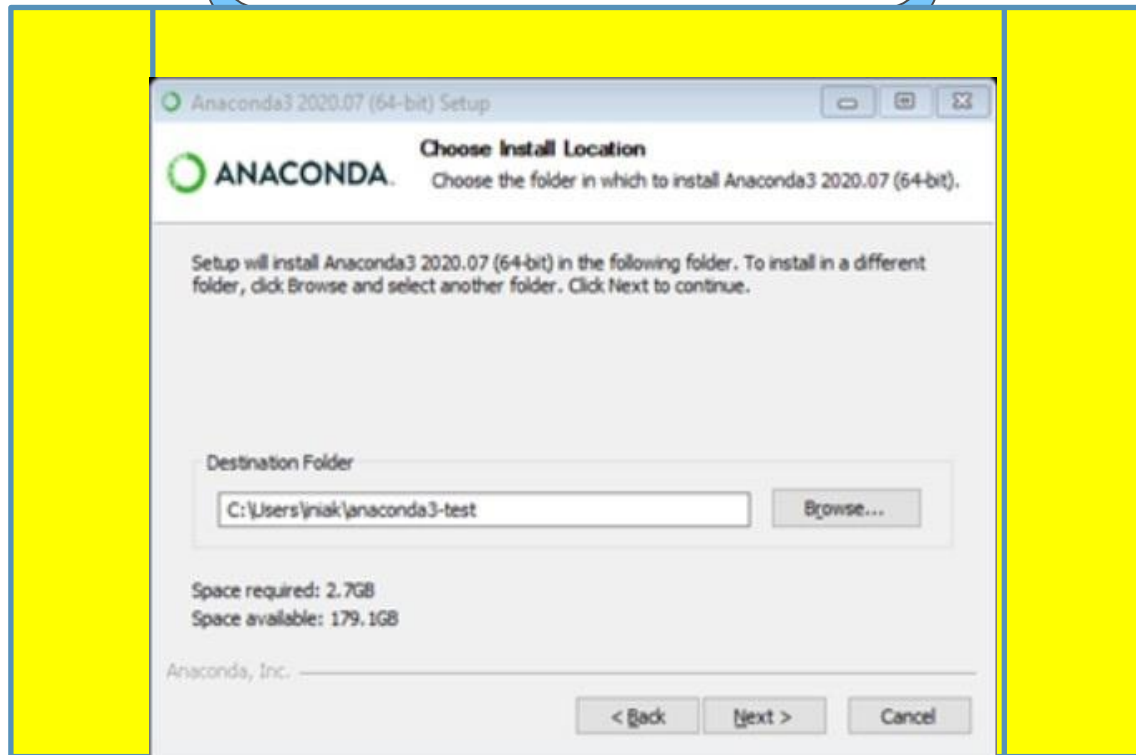 Anaconda3 2020.07 (64-bit) Setup
ANACONDA.
Choose Install Location
Choose the folder in which to install Anaconda3 2020.07 (64-bit).
Setup will install Anaconda3 2020.07 (64-bit) in the following folder. To install in a different
folder, click Browse and select another folder. Click Next to continue.
Destination Folder
C:\Users\iniak\anaconda3-test
Browse...
Space required: 2.7GB
Space available: 179.1GB
Anaconda, Inc.
< Back
Next >
Cancel